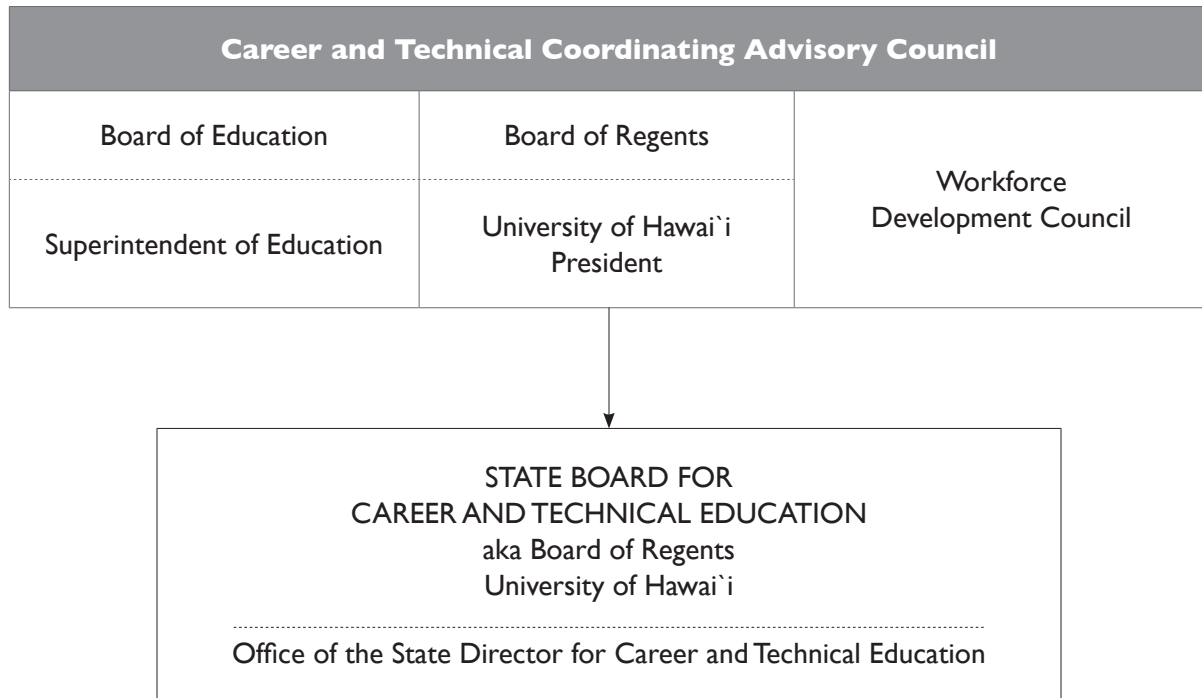 Career and Technical Coordinating Advisory Council
Board of Education
Superintendent of Education
Board of Regents
University of Hawai`i
President
Workforce
Development Council
STATE BOARD FOR
CAREER AND TECHNICAL EDUCATION
aka Board of Regents
University of Hawai`i
Office of the State Director for Career and Technical Education